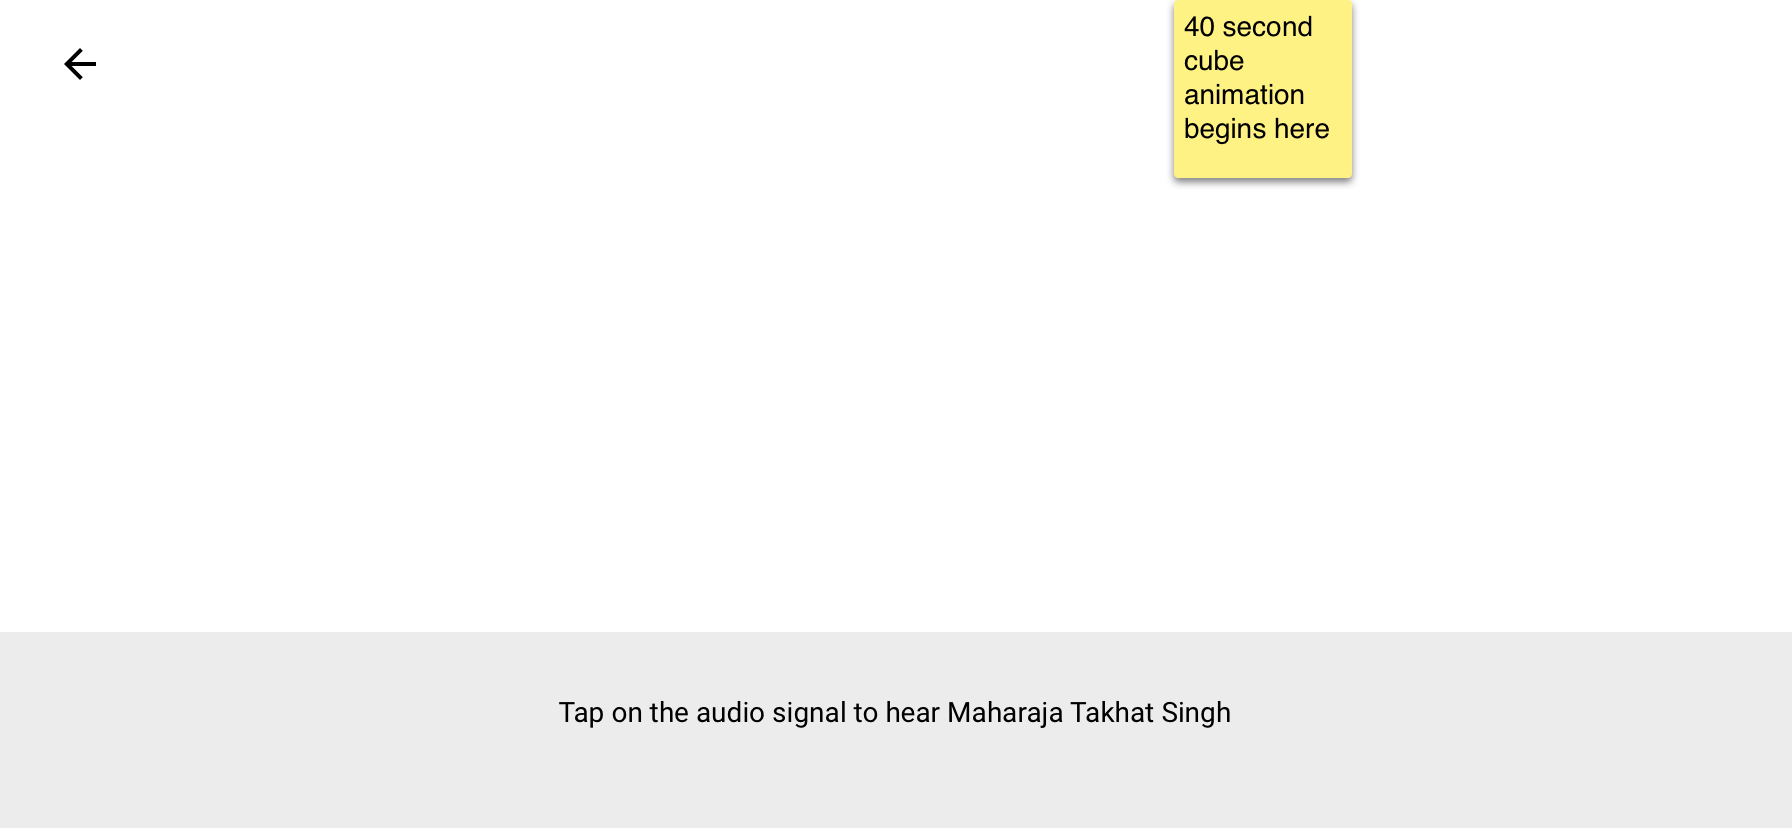 40 second
cube
animation
begins here
Tap on the audio signal to hear Maharaja Takhat Singh